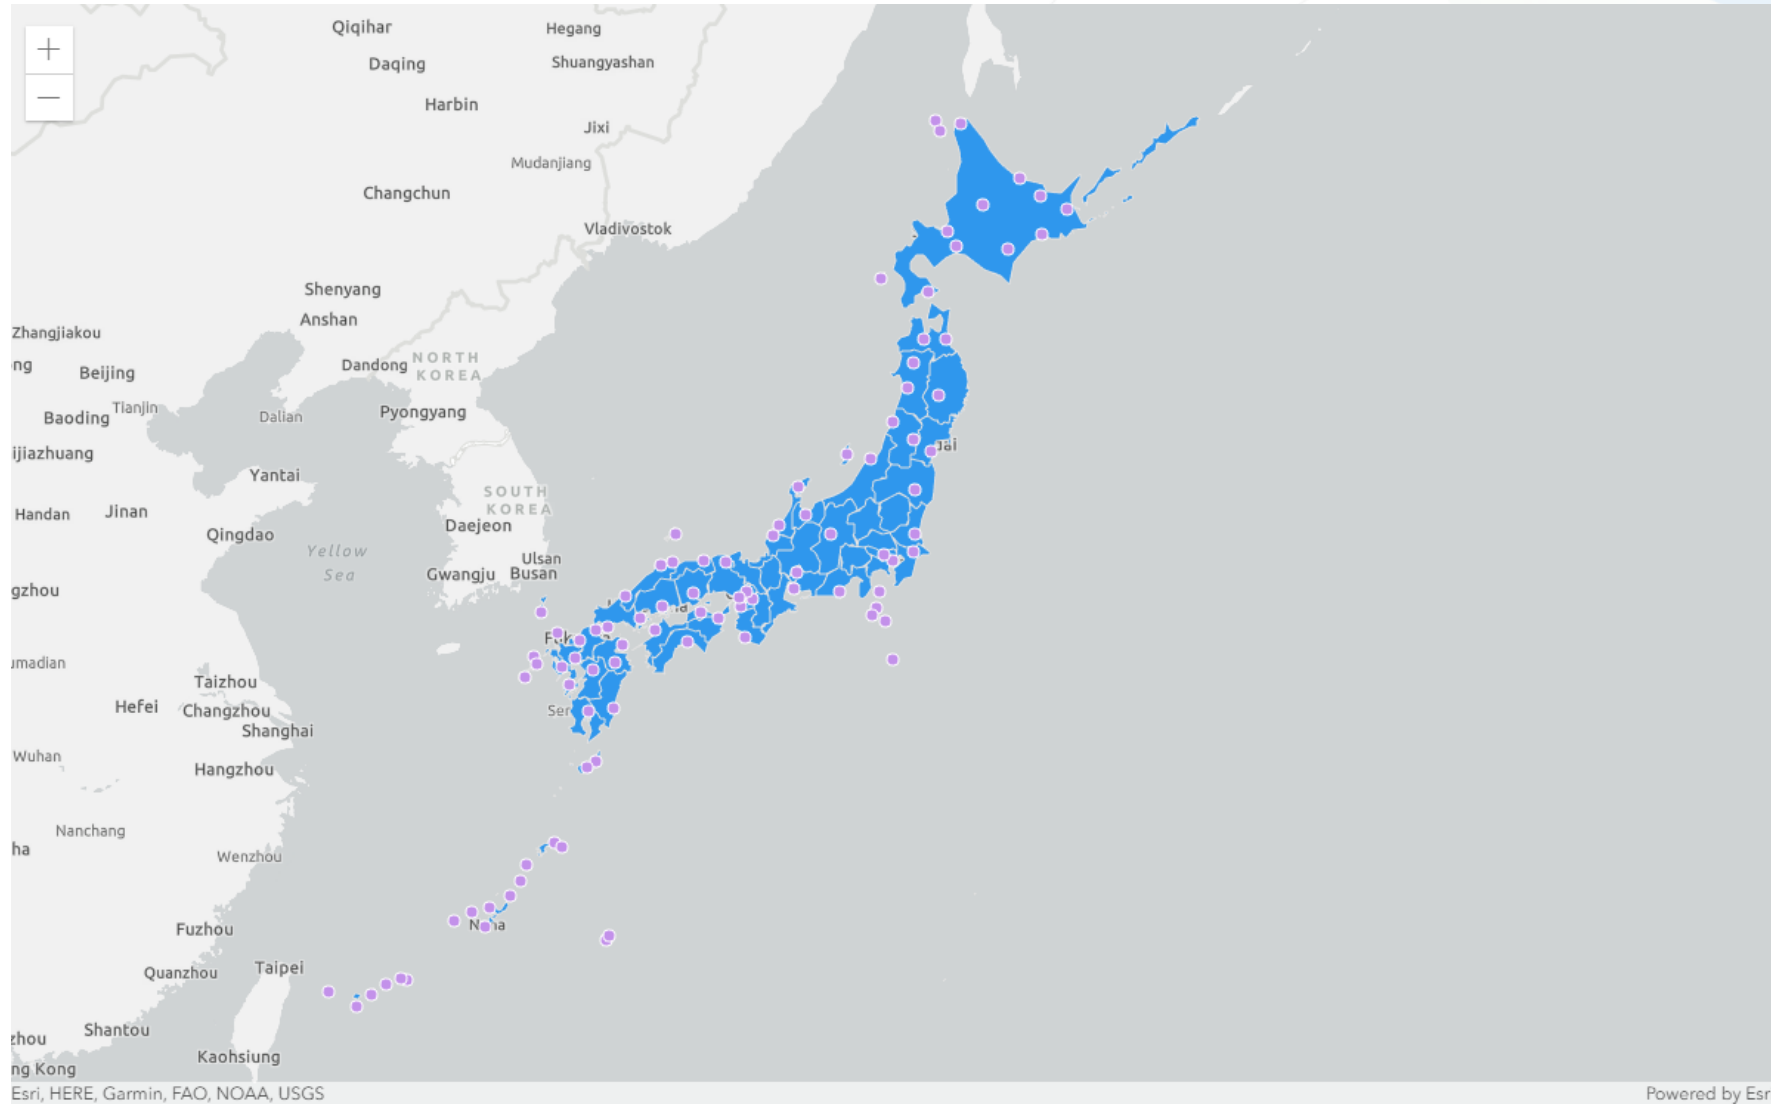 +
−
Qiqihar
Hegang
Daqing
Shuangyashan
Harbin
Jixi
Mudanjiang
Changchun
Vladivostok
Shenyang
Anshan
Zhangjiakou
NORTH
KOREA
ng
Beijing
Dandong
Baoding
Tianjin
Dalian
Pyongyang
ijiazhuang
Yantai
SOUTH
KOREA
Handan
Jinan
Daejeon
Qingdao
Yellow
Sea
Ulsan
Gwangju
Busan
gzhou
umadian
Taizhou
Hefei
Changzhou
Shanghai
Ser
Wuhan
Hangzhou
Nanchang
ha
Wenzhou
Fuzhou
Quanzhou
Taipei
Shantou
zhou
Kaohsiung
ng Kong
Esri, HERE, Garmin, FAO, NOAA, USGS
Powered by Esr